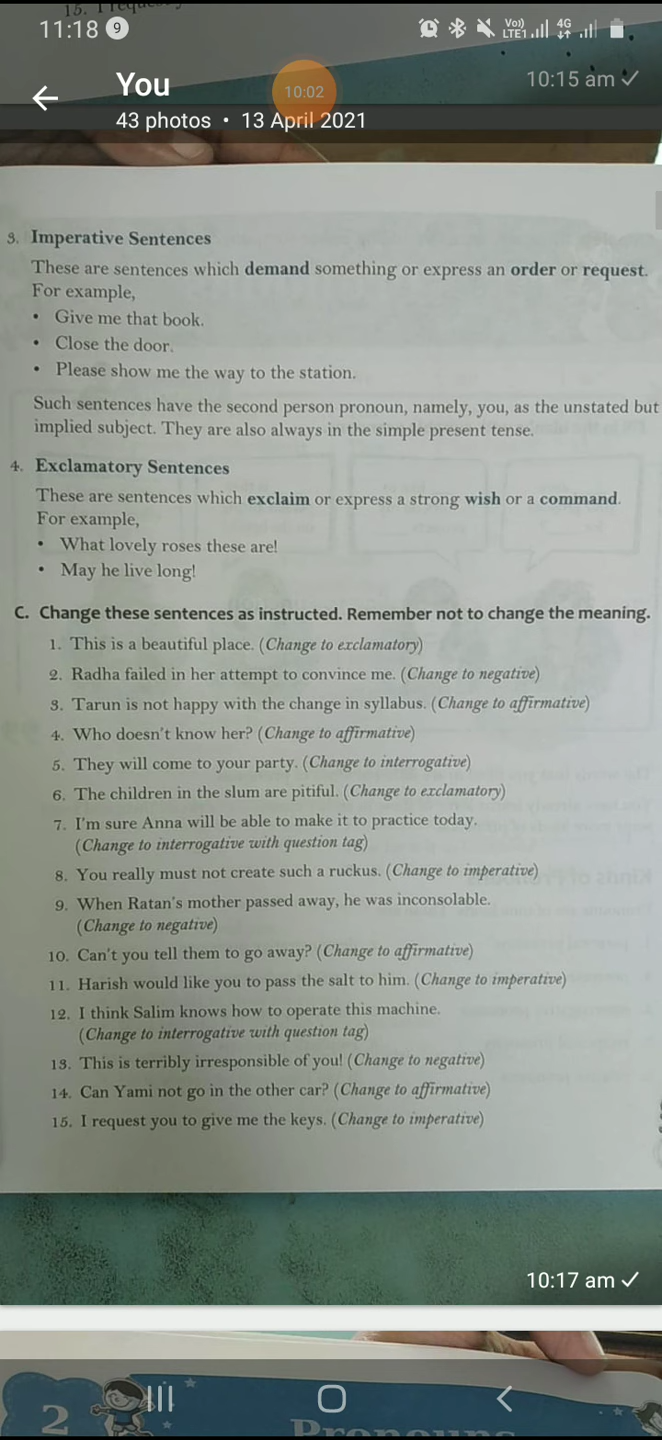 15. I reques
11:18 9 Vo)) LTE1 4G
You 10:02 10:15 am
43 photos • 13 April 2021
3. Imperative Sentences
These are sentences which demand something or express an order or request.
For example,
• Give me that book.
• Close the door.
• Please show me the way to the station.
Such sentences have the second person pronoun, namely, you, as the unstated but
implied subject. They are also always in the simple present tense.
4. Exclamatory Sentences
These are sentences which exclaim or express a strong wish or a command.
For example,
• What lovely roses these are!
• May he live long!
C. Change these sentences as instructed. Remember not to change the meaning.
1. This is a beautiful place. (Change to exclamatory)
2. Radha failed in her attempt to convince me. (Change to negative)
3. Tarun is not happy with the change in syllabus. (Change to affirmative)
4. Who doesn't know her? (Change to affirmative)
5. They will come to your party. (Change to interrogative)
6. The children in the slum are pitiful. (Change to exclamatory)
7. I'm sure Anna will be able to make it to practice today.
(Change to interrogative with question tag)
8. You really must not create such a ruckus. (Change to imperative)
9. When Ratan's mother passed away, he was inconsolable.
(Change to negative)
10. Can't you tell them to go away? (Change to affirmative)
11. Harish would like you to pass the salt to him. (Change to imperative)
12. I think Salim knows how to operate this machine.
(Change to interrogative with question tag)
13. This is terribly irresponsible of you! (Change to negative)
14. Can Yami not go in the other car? (Change to affirmative)
15. I request you to give me the keys. (Change to imperative)
10:17 am
2 Pronouns